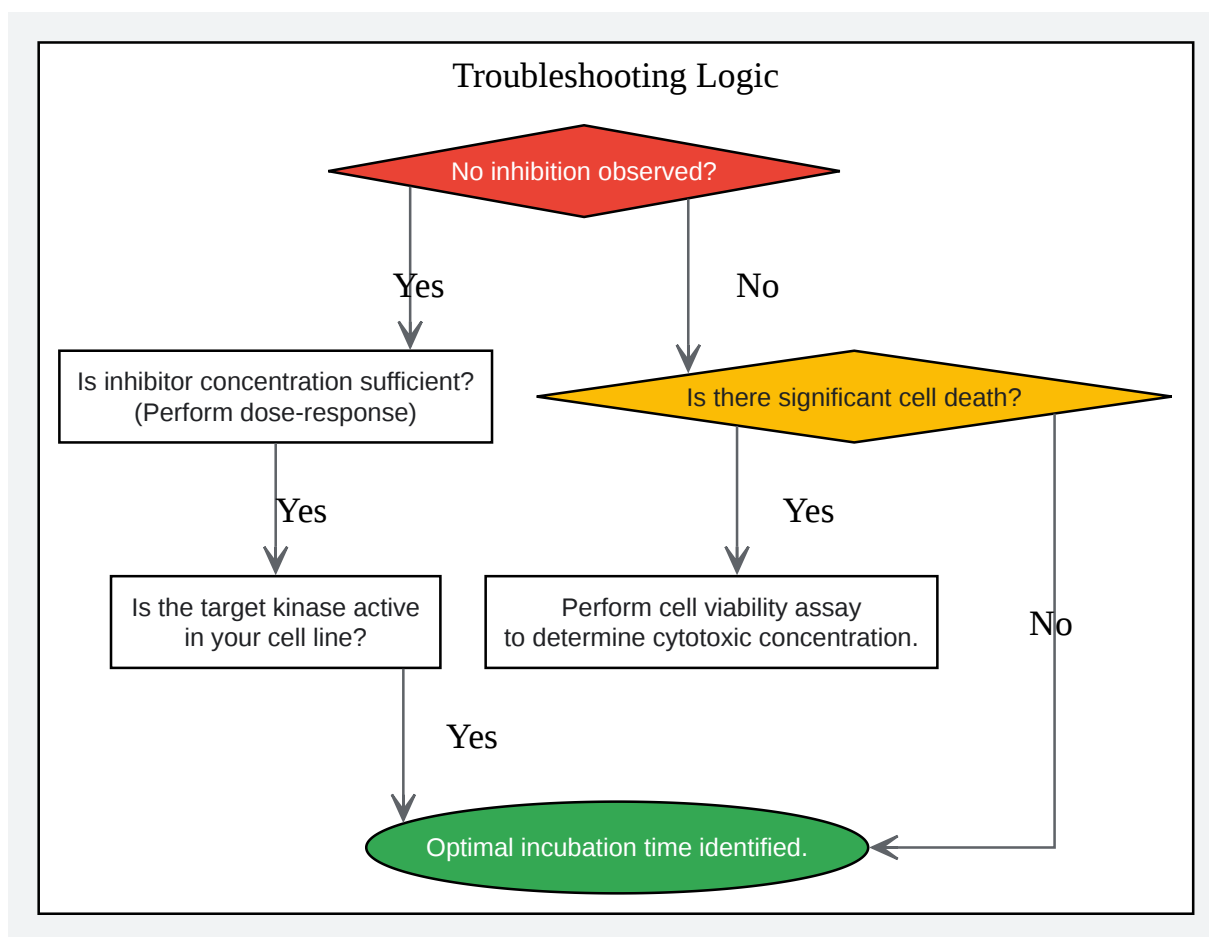 Troubleshooting Logic
No inhibition observed?
Yes
No
Is inhibitor concentration sufficient?
(Perform dose-response)
Is there significant cell death?
Yes
Yes
Is the target kinase active
in your cell line?
Perform cell viability assay
to determine cytotoxic concentration.
No
Yes
Optimal incubation time identified.